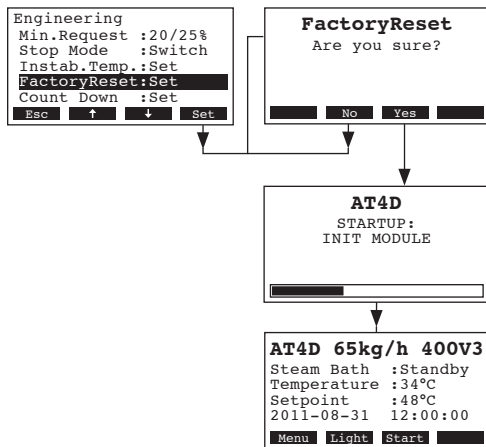 Engineering
Min.Request :20/25%
Stop Mode :Switch
Instab.Temp.:Set
FactoryReset:Set
Count Down :Set
Esc ↑ ↓ Set
FactoryReset
Are you sure?
No Yes
AT4D
STARTUP:
INIT MODULE
AT4D 65kg/h 400V3
Steam Bath :Standby
Temperature :34°C
Setpoint :48°C
2011-08-31 12:00:00
Menu Light Start